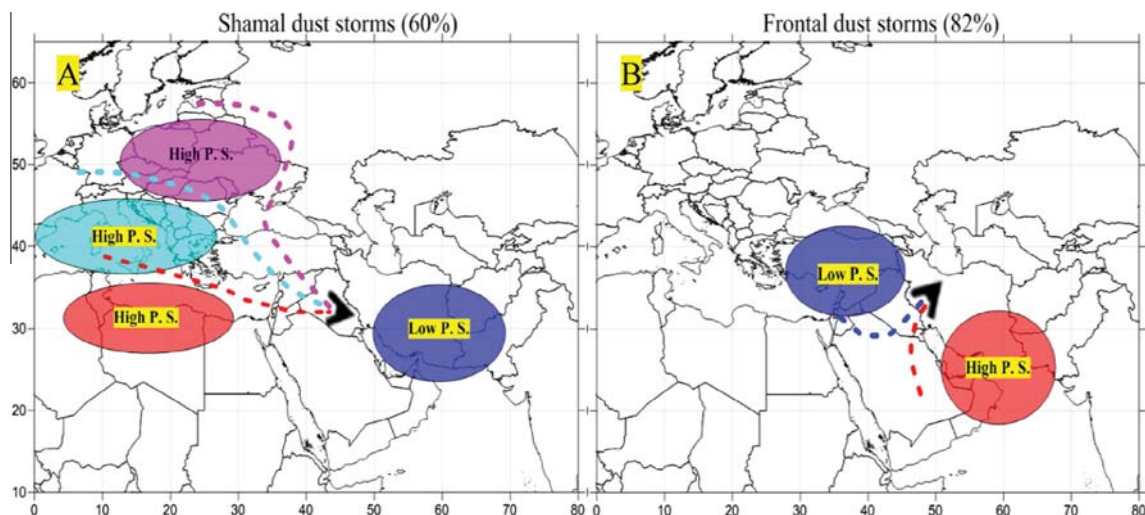 Shamal dust storms (60%)
Frontal dust storms (82%)
A
High P. S.
High P. S.
High P. S.
Low P. S.
60
50
40
30
20
10
0 10 20 30 40 50 60 70 80
B
Low P. S.
High P. S.
0 10 20 30 40 50 60 70 80